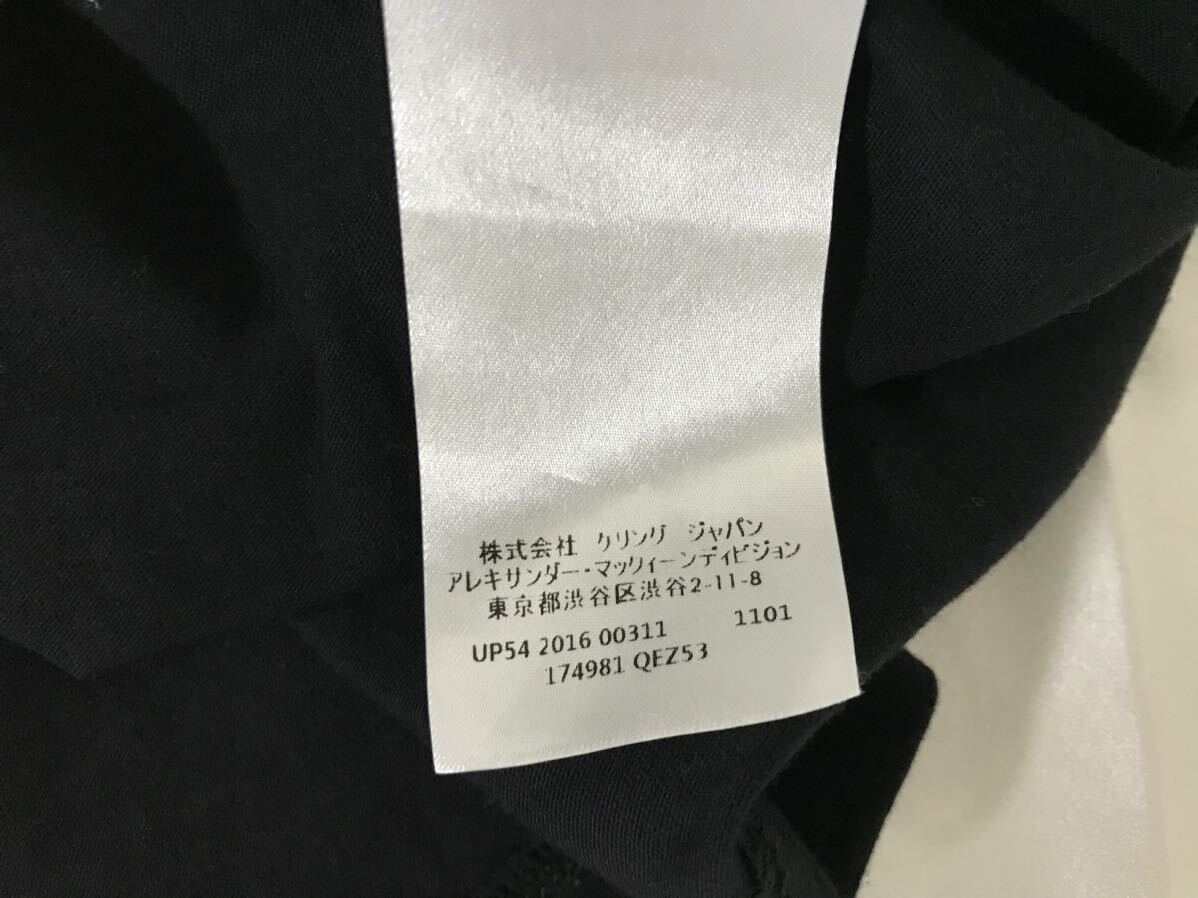 株式会社 ケリング ジャパン
アレキサンダー・マックィーンディビジョン
東京都渋谷区渋谷2-11-8
UP54 2016 00311 1101
174981 QEZ53